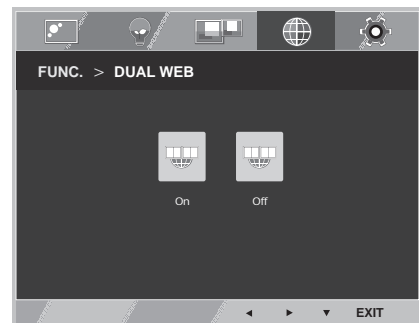 FUNC. > DUAL WEB
On Off
◄ ► ▼ EXIT